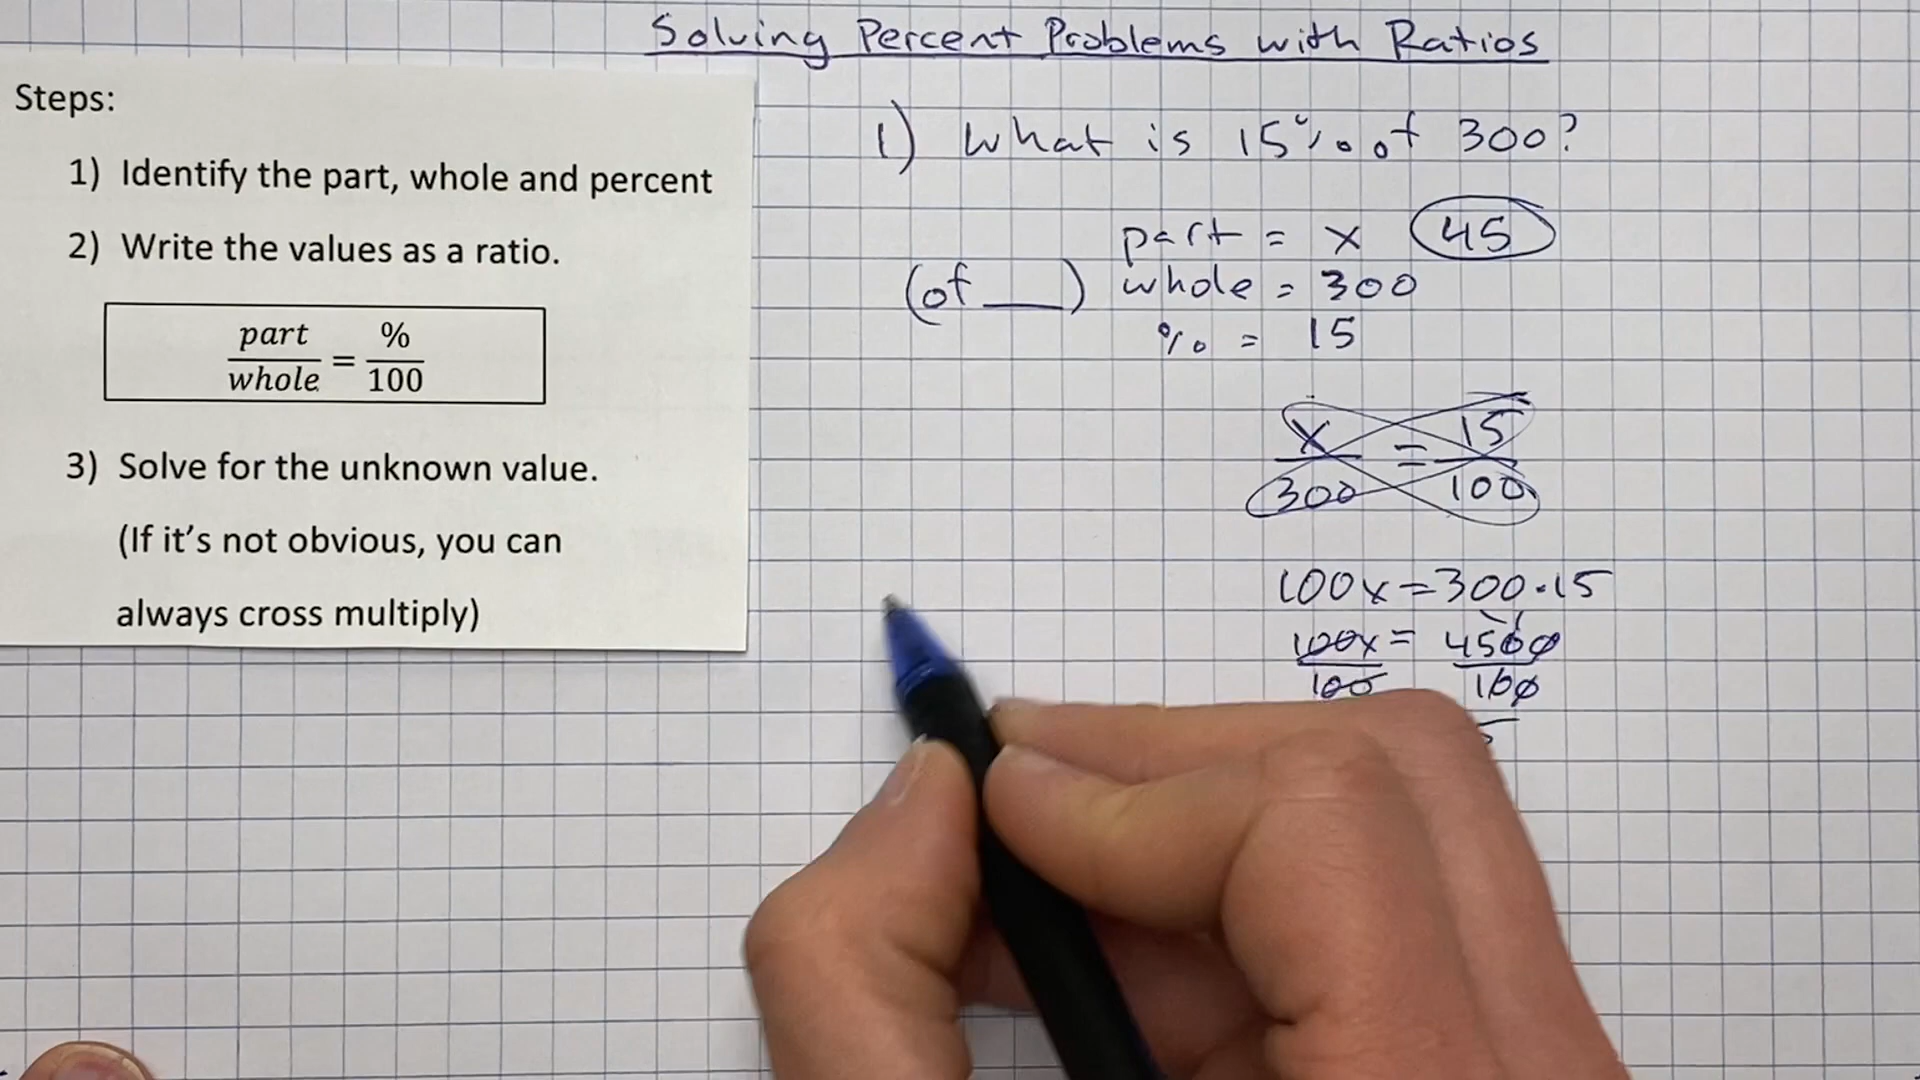 Solving Percent Problems with Ratios
Steps:
1) Identify the part, whole and percent
2) Write the values as a ratio.
part/whole = %/100
3) Solve for the unknown value.
(If it's not obvious, you can
always cross multiply)
1) What is 15% of 300?
part = x 45
(of ___) whole = 300
% = 15
x/300 = 15/100
100x = 300·15
100x/100 = 4500/100